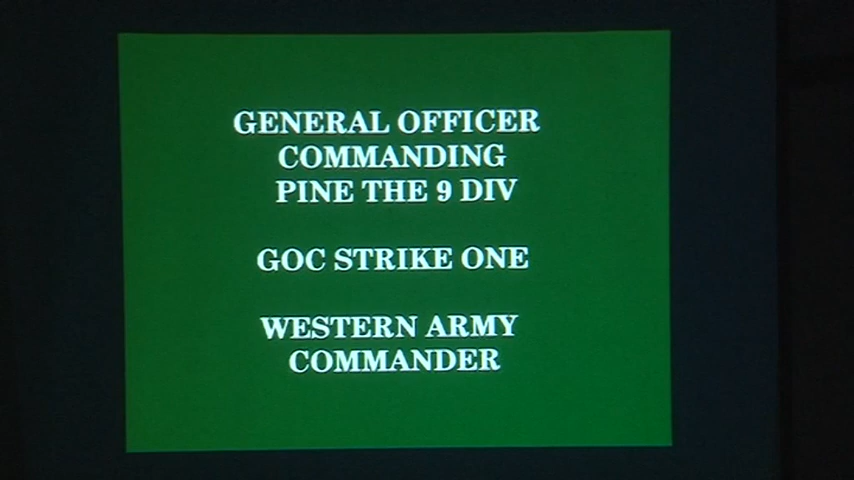 GENERAL OFFICER
COMMANDING
PINE THE 9 DIV
GOC STRIKE ONE
WESTERN ARMY
COMMANDER